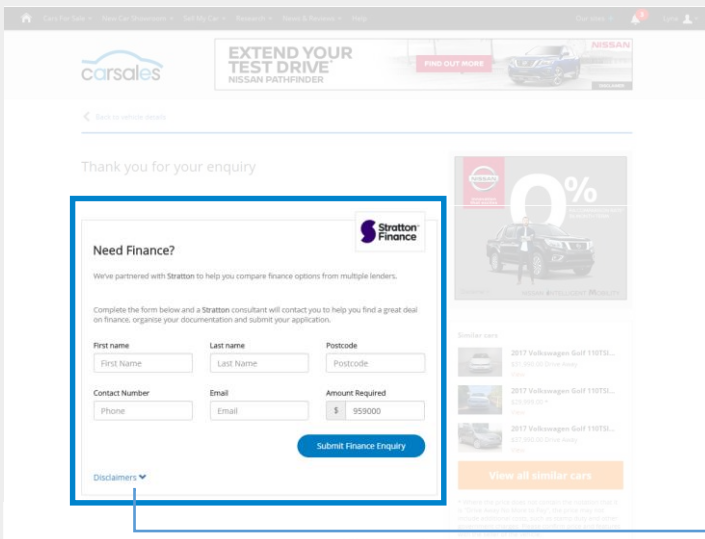 Cars For Sale New Car Showroom Sell My Car Research News & Reviews Help
Our sites
carsales
EXTEND YOUR
TEST DRIVE
NISSAN PATHFINDER
FIND OUT MORE
NISSAN
Back to vehicle details
Thank you for your enquiry
Stratton
Finance
Need Finance?
We've partnered with Stratton to help you compare finance options from multiple lenders.
Complete the form below and a Stratton consultant will contact you to help you find a great deal
on finance, organise your documentation and submit your application.
First name Last name Postcode
First Name Last Name Postcode
Contact Number Email Amount Required
Phone Email $ 959000
Submit Finance Enquiry
Disclaimers
NISSAN
0%
NISSAN INTELLIGENT MOBILITY
Similar cars
2017 Volkswagen Golf 110TSI...
2017 Volkswagen Golf 110TSI...
2017 Volkswagen Golf 110TSI...
View all similar cars